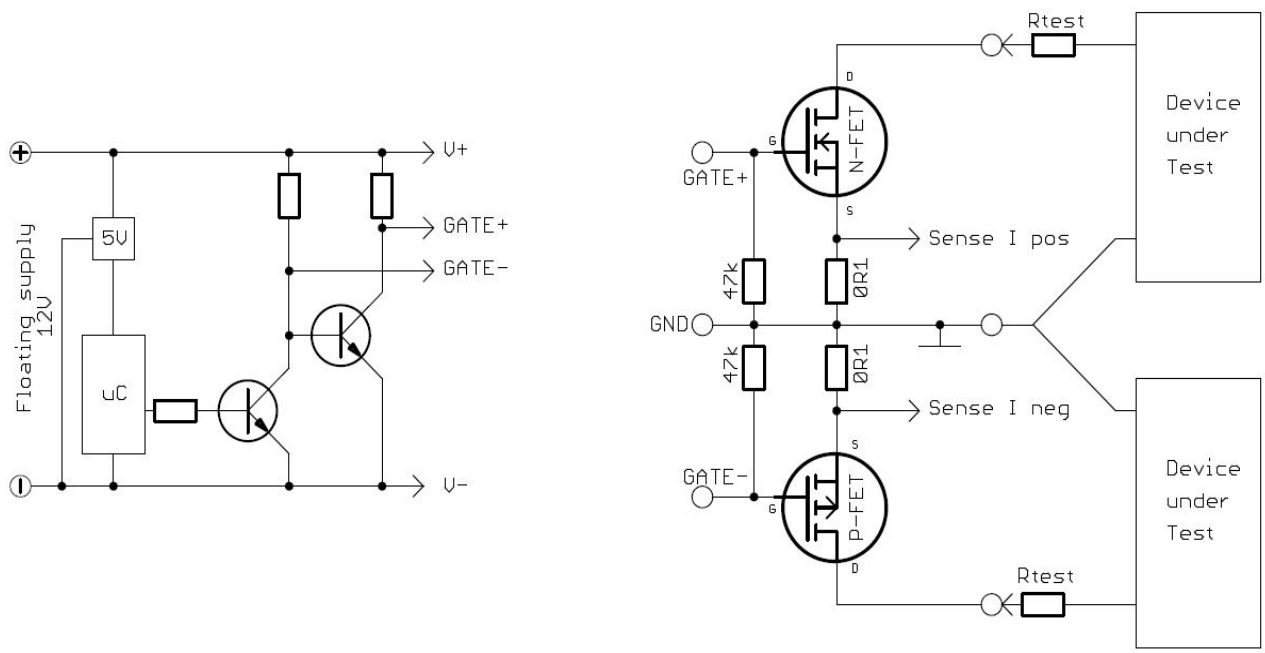 V+
GATE+
GATE-
5V
Floating supply
12V
uC
V-
Rtest
D
G
N-FET
S
GATE+
Sense I pos
47k
0R1
GND
47k
0R1
Sense I neg
S
GATE-
G
P-FET
D
Rtest
Device
under
Test
Device
under
Test